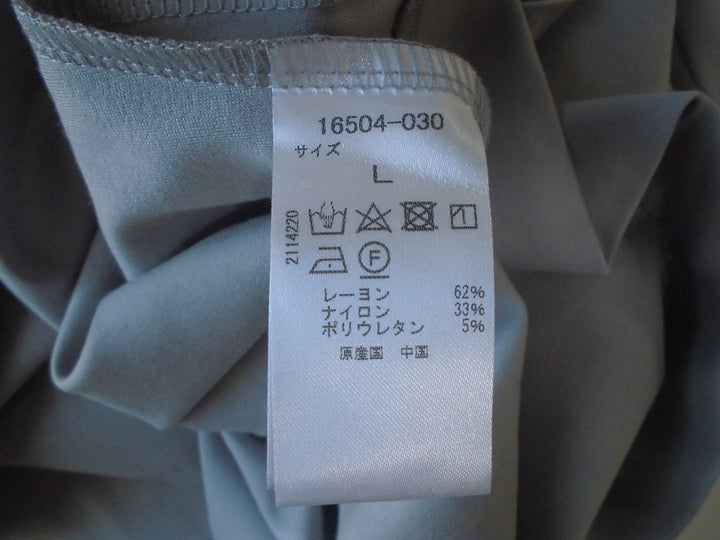 16504-030
サイズ
L
2114220
F
レーヨン 62%
ナイロン 33%
ポリウレタン 5%
原産国 中国